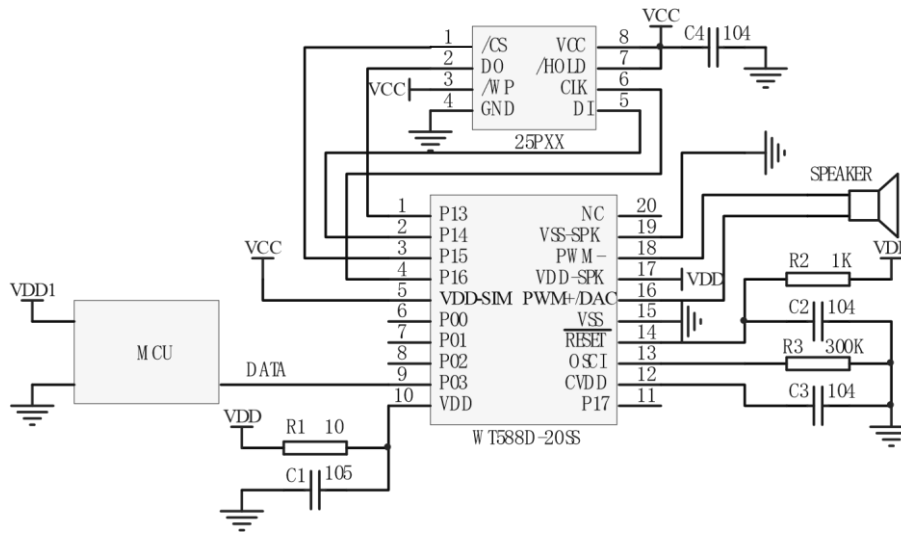 VCC
C4 104
1 /CS VCC 8
2 DO /HOLD 7
VCC 3 /WP CLK 6
4 GND DI 5
25PXX
SPEAKER
1 P13 NC 20
2 P14 VSS-SPK 19
3 P15 PWM- 18
VCC 4 P16 VDD-SPK 17 VDD
5 VDD-SIM PWM+/DAC 16
R2 1K
VDD1
6 P00 VSS 15
C2 104
7 P01 RESET 14
MCU
8 P02 OSCI 13
R3 300K
DATA 9 P03 CVDD 12
10 VDD P17 11
C3 104
VDD
R1 10
WT588D-20SS
C1 105